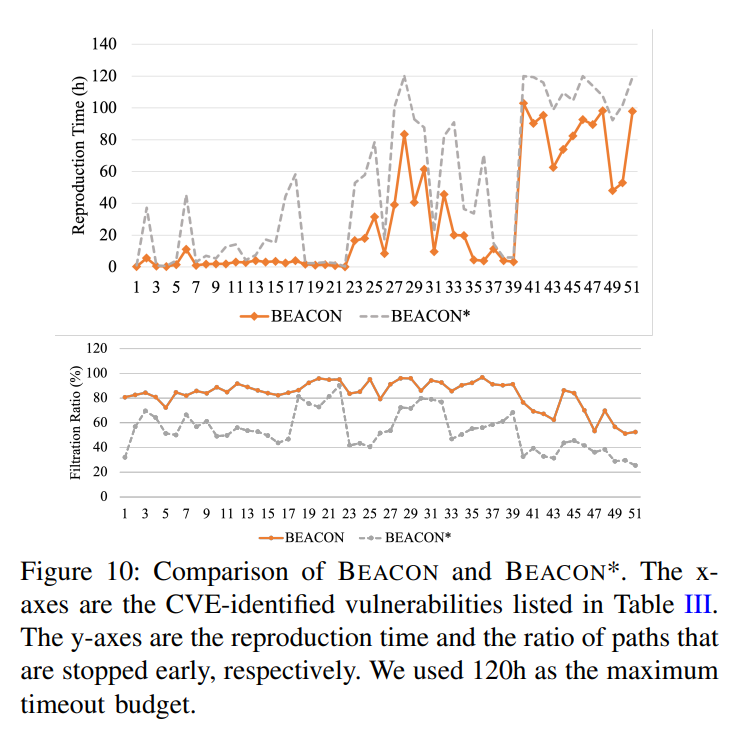 140
120
100
80
60
40
20
0
Reproduction Time (h)
1 3 5 7 9 11 13 15 17 19 21 23 25 27 29 31 33 35 37 39 41 43 45 47 49 51
BEACON BEACON*
120
100
80
60
40
20
0
Filtration Ratio (%)
1 3 5 7 9 11 13 15 17 19 21 23 25 27 29 31 33 35 37 39 41 43 45 47 49 51
BEACON BEACON*
Figure 10: Comparison of BEACON and BEACON*. The x-
axes are the CVE-identified vulnerabilities listed in Table III.
The y-axes are the reproduction time and the ratio of paths that
are stopped early, respectively. We used 120h as the maximum
timeout budget.